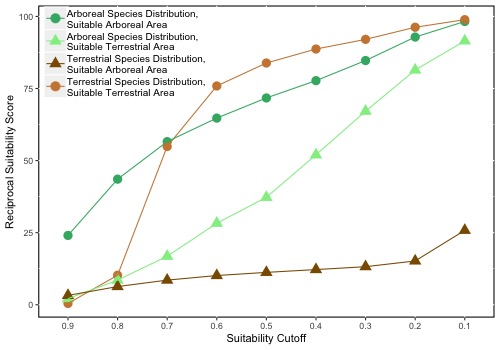 Arboreal Species Distribution,
Suitable Arboreal Area
Arboreal Species Distribution,
Suitable Terrestrial Area
Terrestrial Species Distribution,
Suitable Arboreal Area
Terrestrial Species Distribution,
Suitable Terrestrial Area
100
75
50
25
0
Reciprocal Suitability Score
0.9 0.8 0.7 0.6 0.5 0.4 0.3 0.2 0.1
Suitability Cutoff